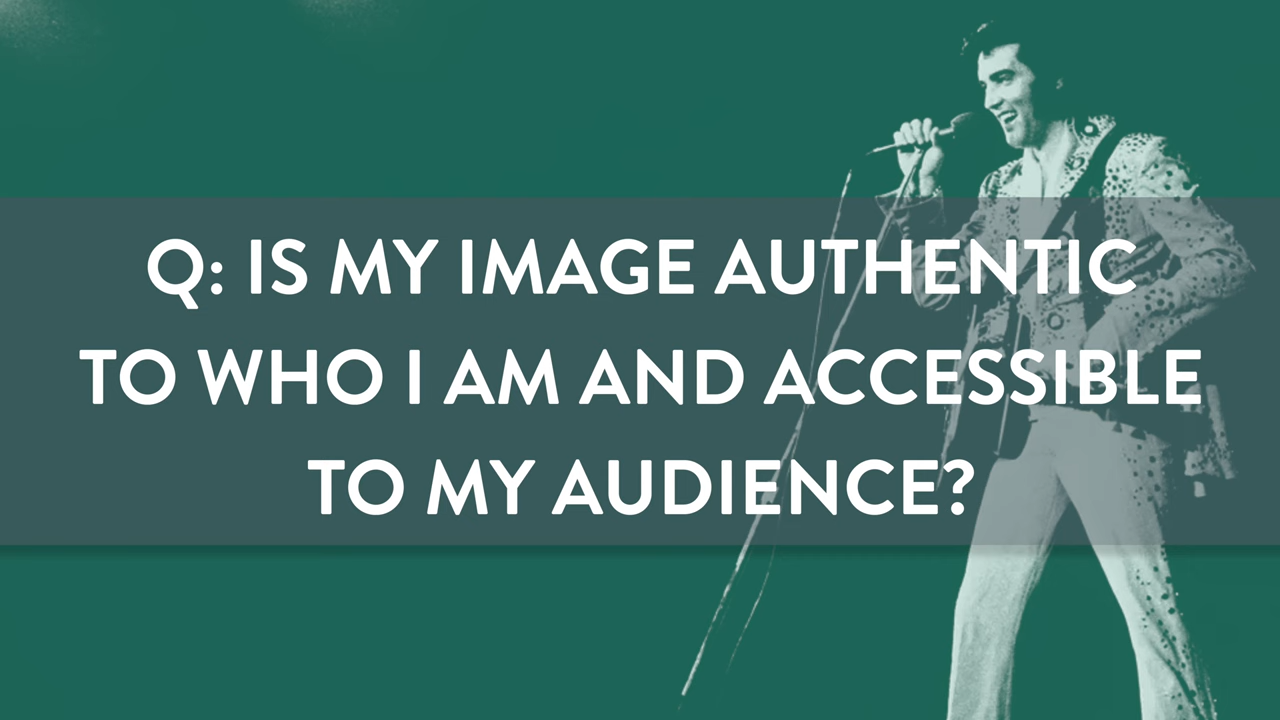 Q: IS MY IMAGE AUTHENTIC
TO WHO I AM AND ACCESSIBLE
TO MY AUDIENCE?